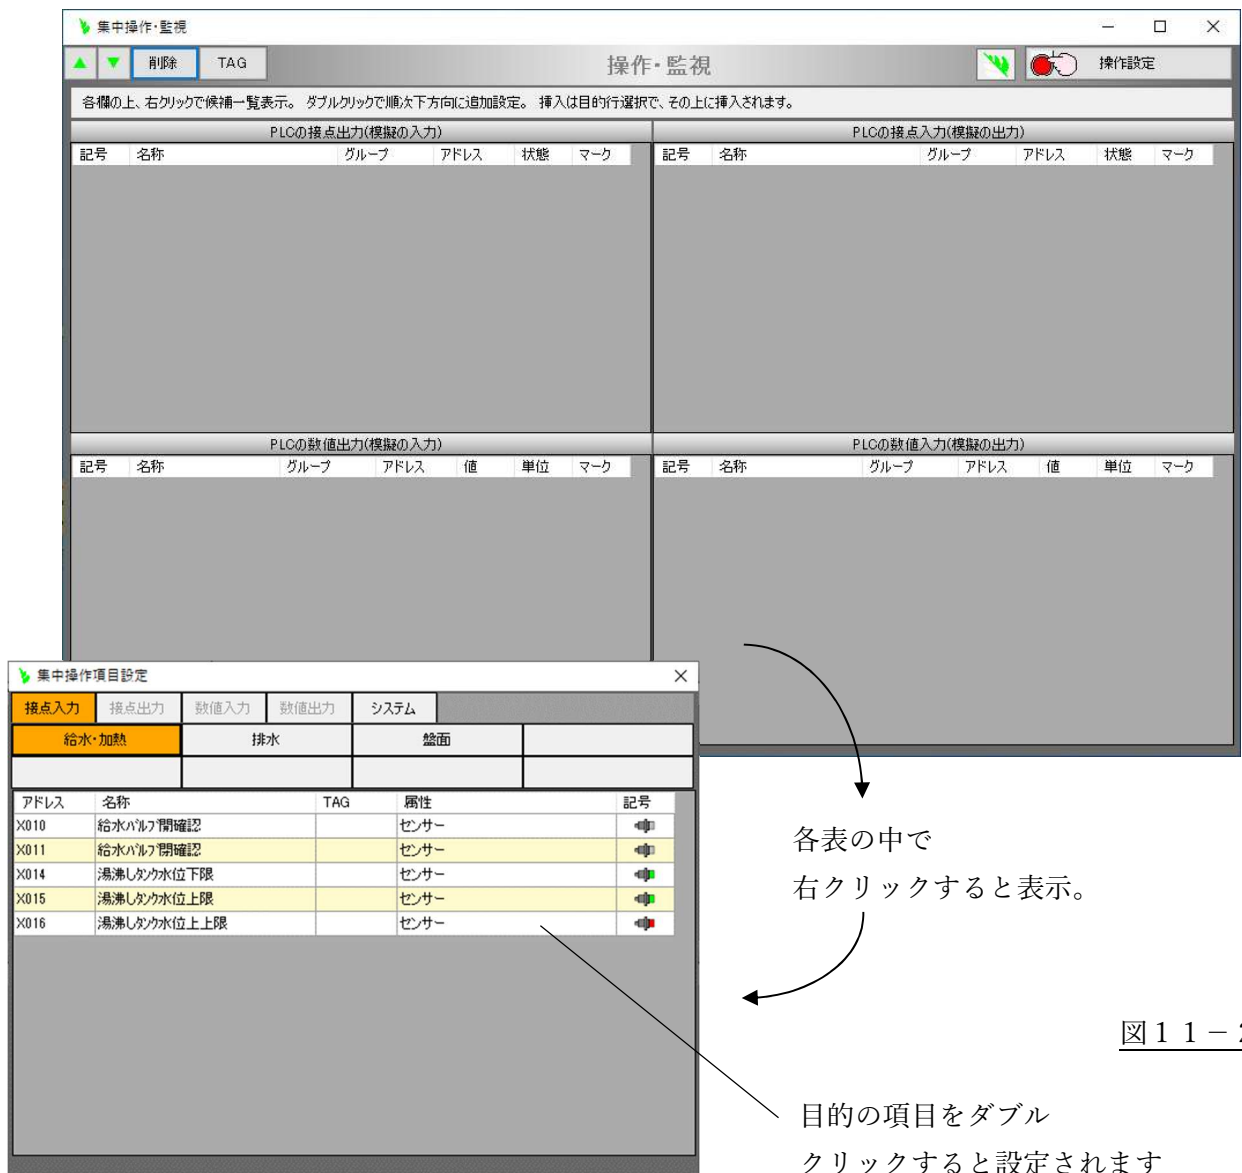 集中操作・監視
削除 TAG 操作・監視 操作設定
各欄の上、右クリックで候補一覧表示。 ダブルクリックで順次下方向に追加設定。 挿入は目的行選択で、その上に挿入されます。
PLCの接点出力(模擬の入力) PLCの接点入力(模擬の出力)
記号 名称 グループ アドレス 状態 マーク 記号 名称 グループ アドレス 状態 マーク
PLCの数値出力(模擬の入力) PLCの数値入力(模擬の出力)
記号 名称 グループ アドレス 値 単位 マーク 記号 名称 グループ アドレス 値 単位 マーク
集中操作項目設定
接点入力 接点出力 数値入力 数値出力 システム
給水・加熱 排水 盤面
アドレス 名称 TAG 属性 記号
X010 給水バルブ開確認 センサー
X011 給水バルブ閉確認 センサー
X014 湯沸しタンク水位下限 センサー
X015 湯沸しタンク水位上限 センサー
X016 湯沸しタンク水位上上限 センサー
各表の中で
右クリックすると表示。
図11－2
目的の項目をダブル
クリックすると設定されます